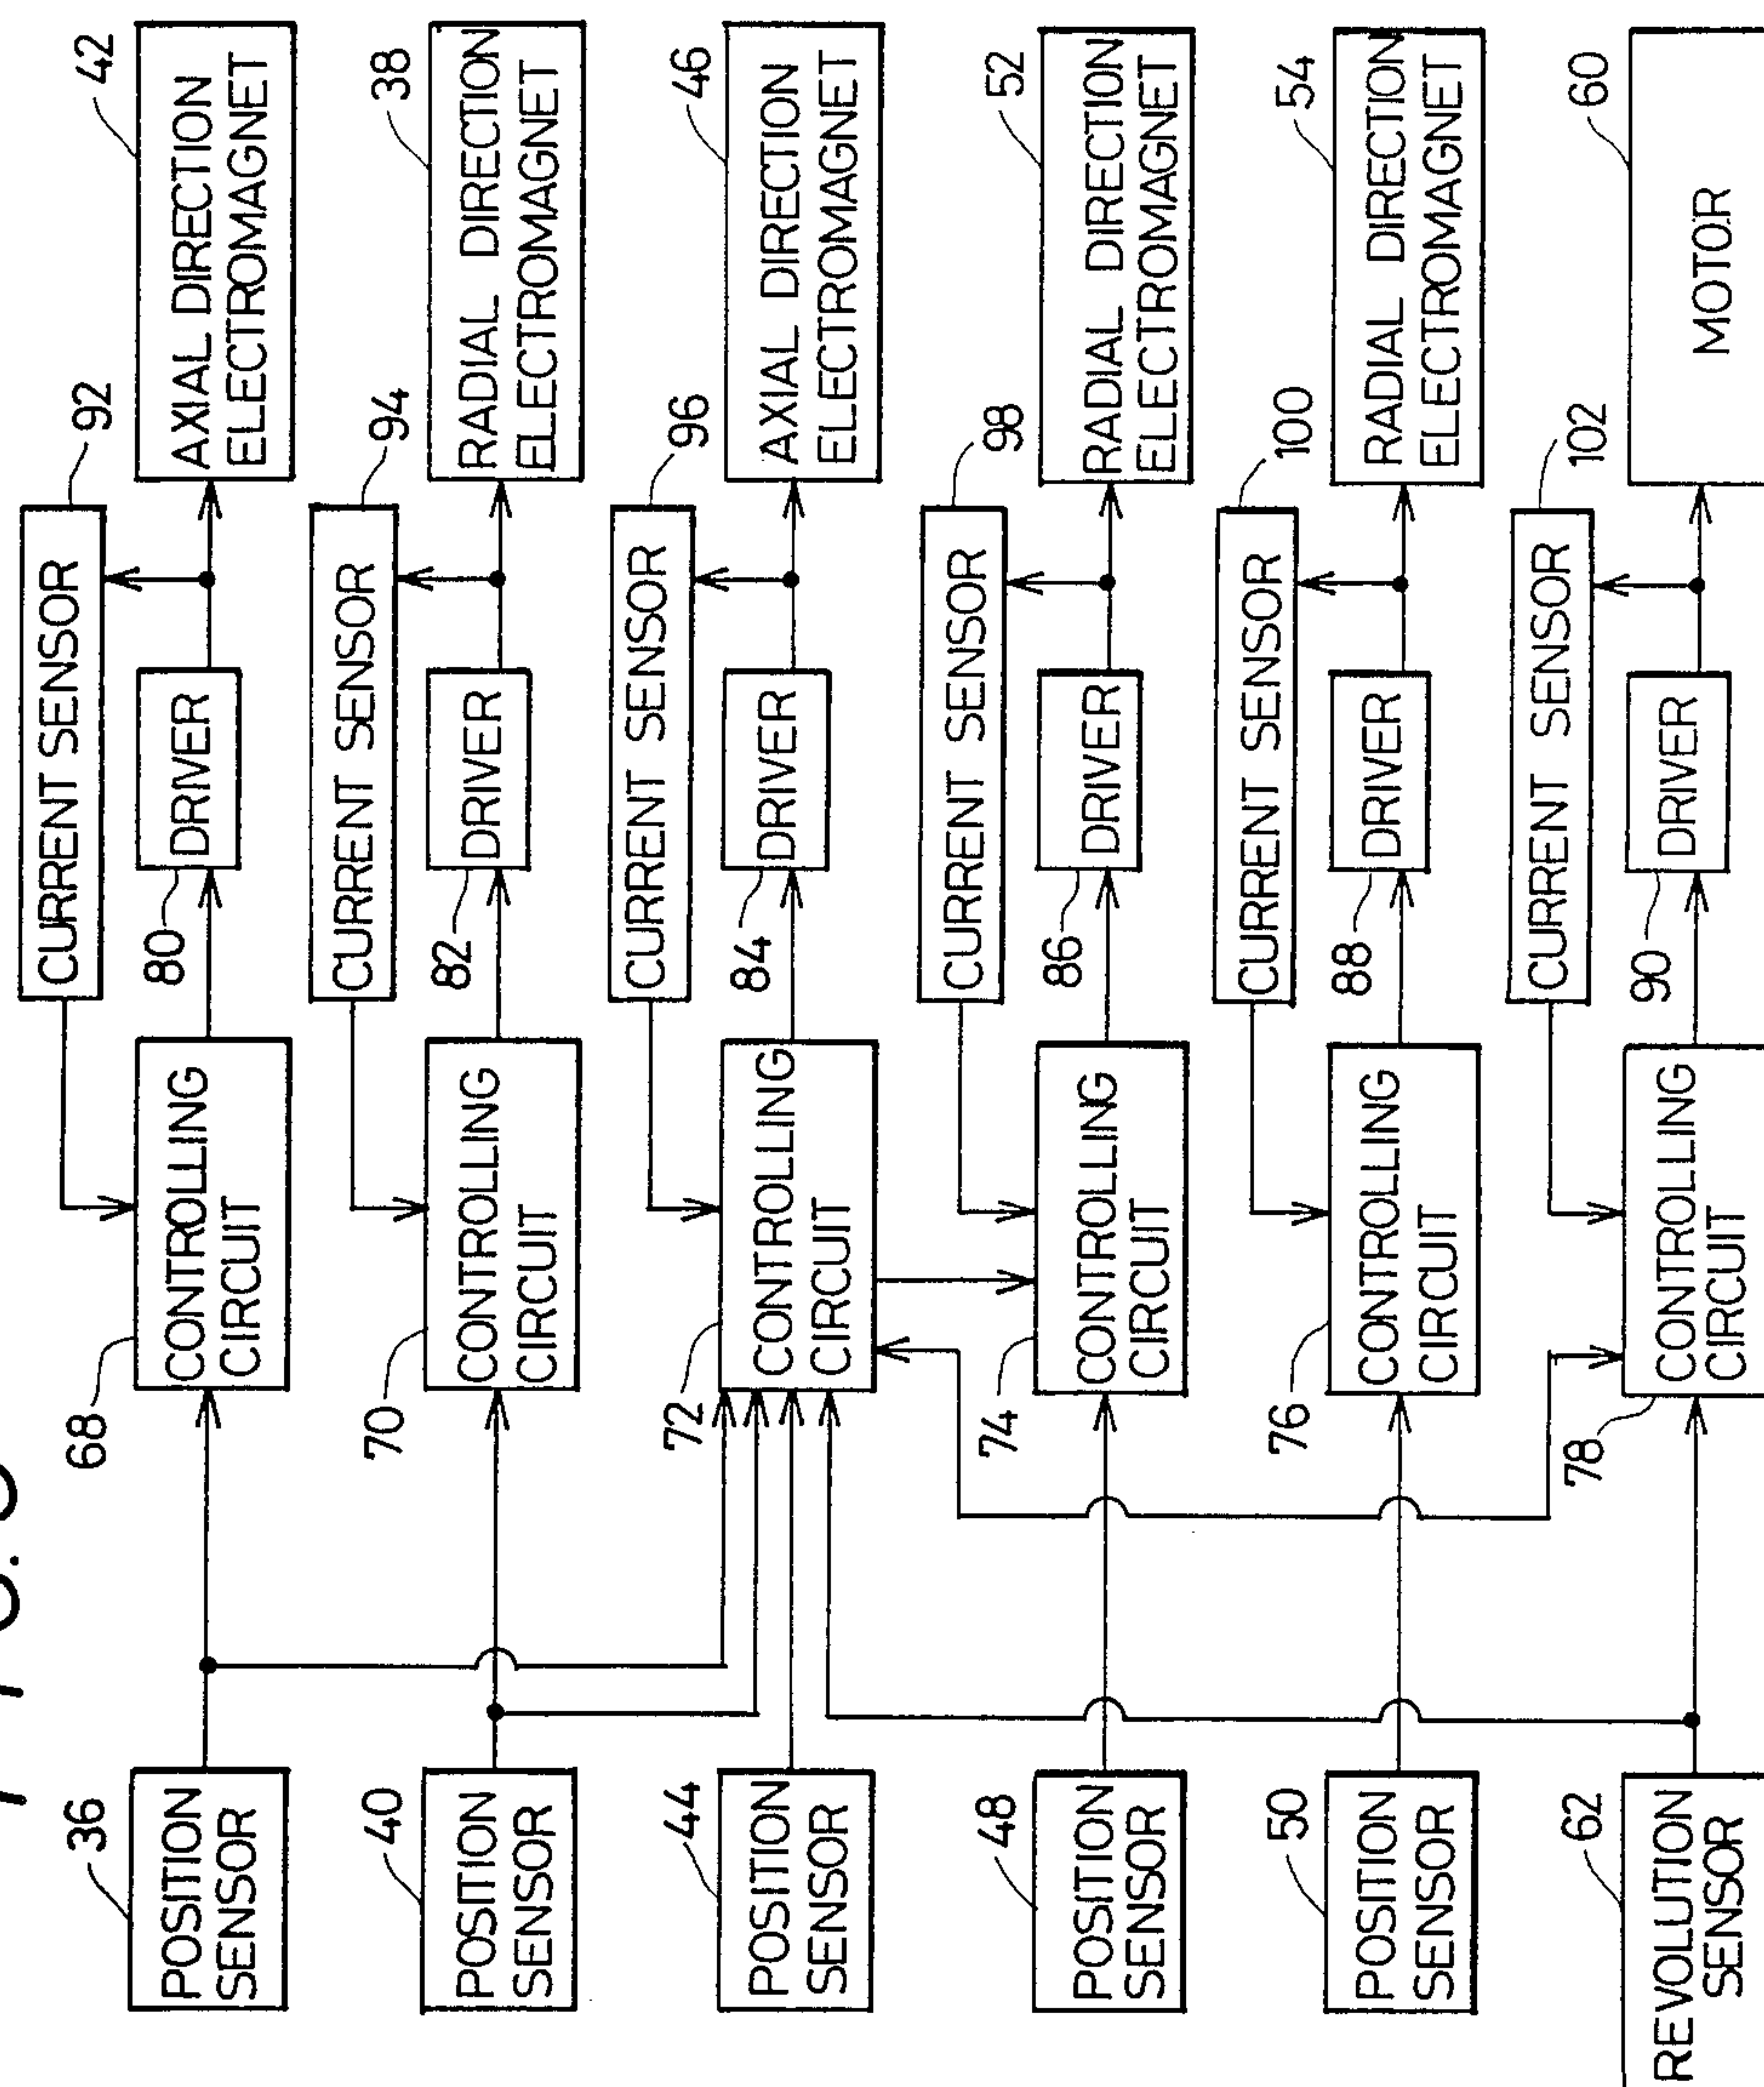 36
POSITION
SENSOR
68
CONTROLLING
CIRCUIT
80
DRIVER
CURRENT SENSOR
92
42
AXIAL DIRECTION
ELECTROMAGNET
40
POSITION
SENSOR
70
CONTROLLING
CIRCUIT
82
DRIVER
CURRENT SENSOR
94
38
RADIAL DIRECTION
ELECTROMAGNET
44
POSITION
SENSOR
72
CONTROLLING
CIRCUIT
84
DRIVER
CURRENT SENSOR
96
46
AXIAL DIRECTION
ELECTROMAGNET
48
POSITION
SENSOR
74
CONTROLLING
CIRCUIT
86
DRIVER
CURRENT SENSOR
98
52
RADIAL DIRECTION
ELECTROMAGNET
50
POSITION
SENSOR
76
CONTROLLING
CIRCUIT
88
DRIVER
CURRENT SENSOR
100
54
RADIAL DIRECTION
ELECTROMAGNET
62
REVOLUTION
SENSOR
78
CONTROLLING
CIRCUIT
90
DRIVER
CURRENT SENSOR
102
60
MOTOR